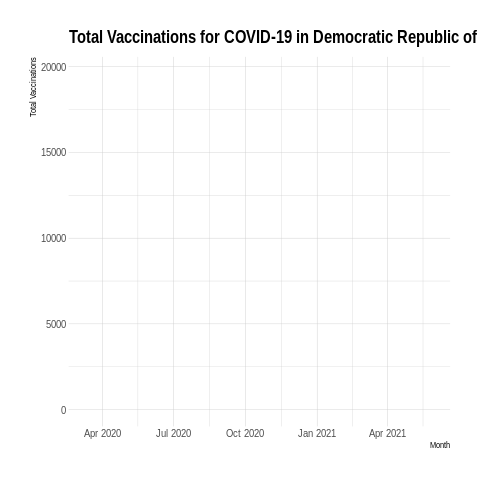 Total Vaccinations for COVID-19 in Democratic Republic of
Total Vaccinations
20000
15000
10000
5000
0
Apr 2020 Jul 2020 Oct 2020 Jan 2021 Apr 2021
Month